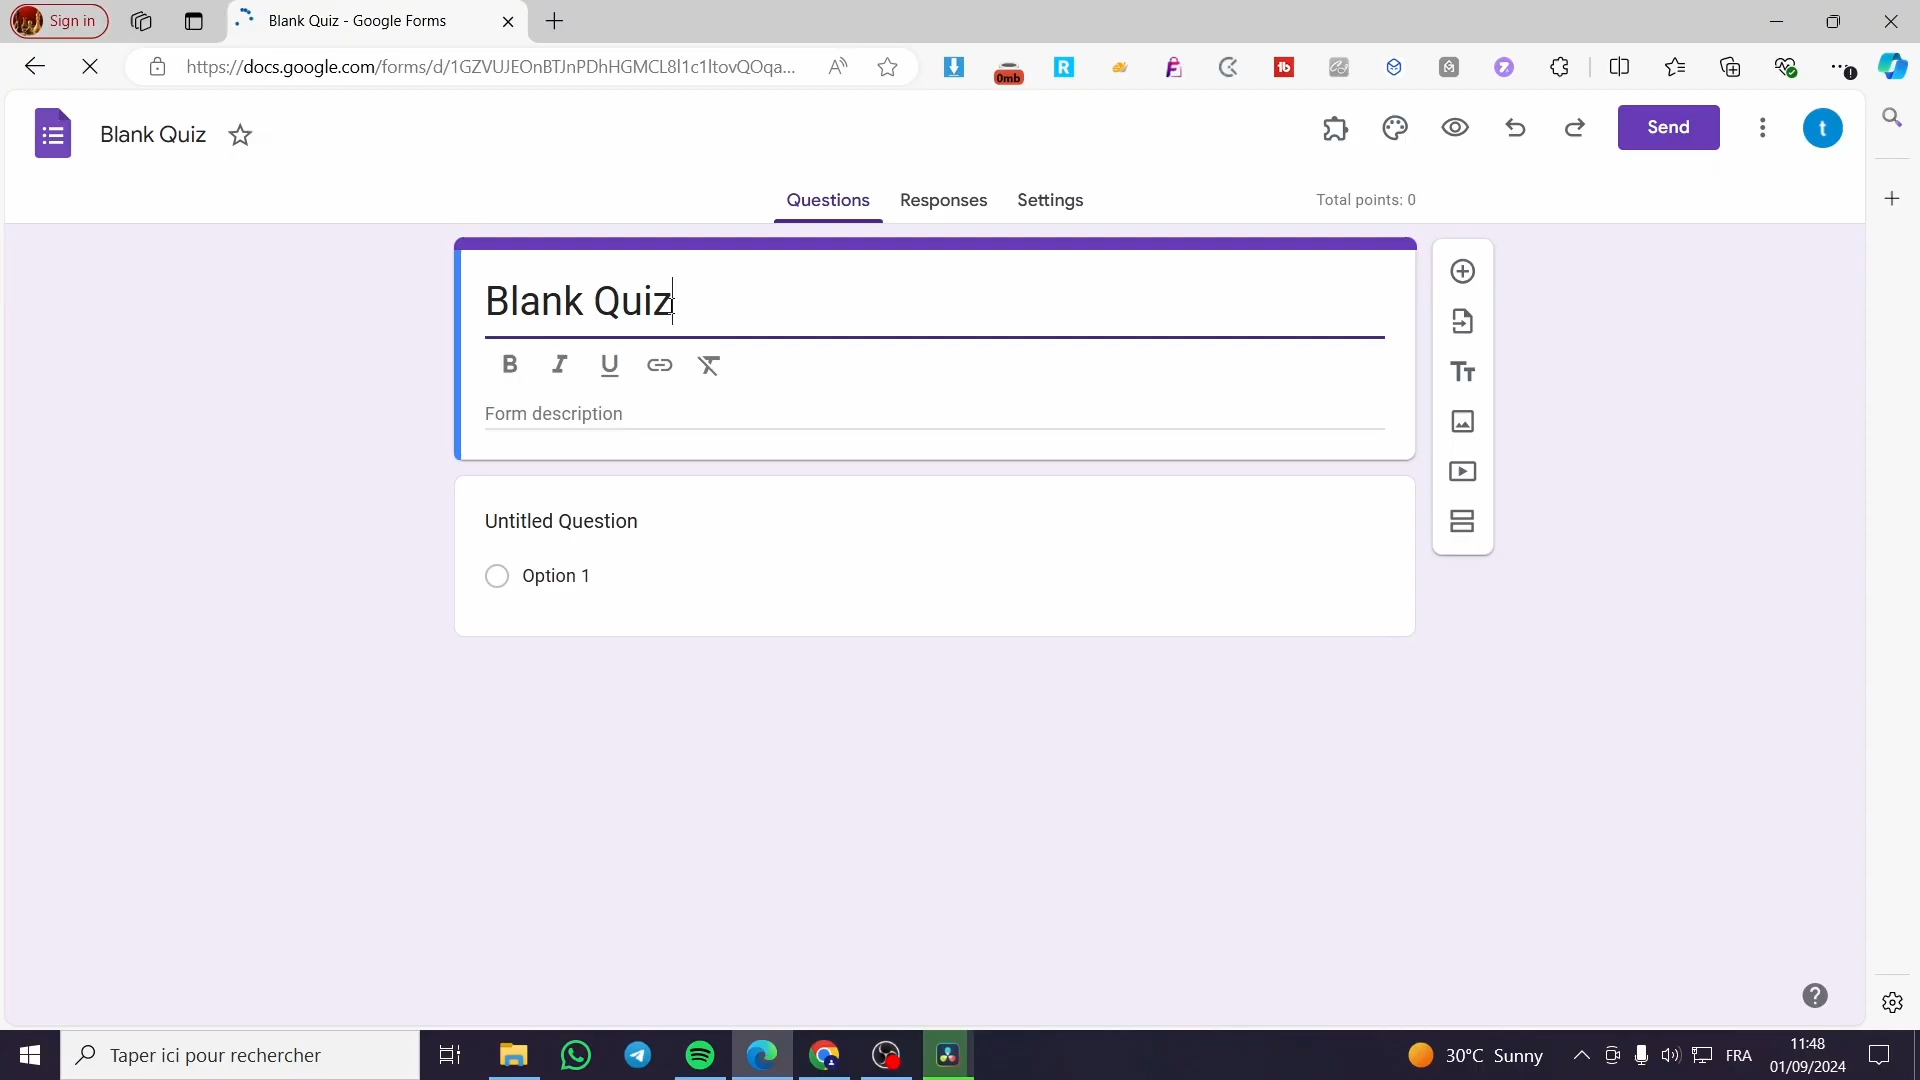 Sign in
Blank Quiz - Google Forms
https://docs.google.com/forms/d/1GZVUJEOnBTJnPDhHGMCL8l1c1ltovQOqa...
0mb
Blank Quiz
Send
t
Questions Responses Settings
Total points: 0
Blank Quiz
Form description
Untitled Question
Option 1
Taper ici pour rechercher
30°C Sunny
FRA
11:48
01/09/2024